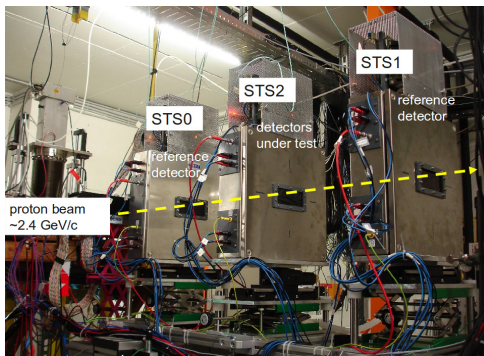 STS1
STS2
STS0
reference
detector
detectors
under test
reference
detector
proton beam
~2.4 GeV/c